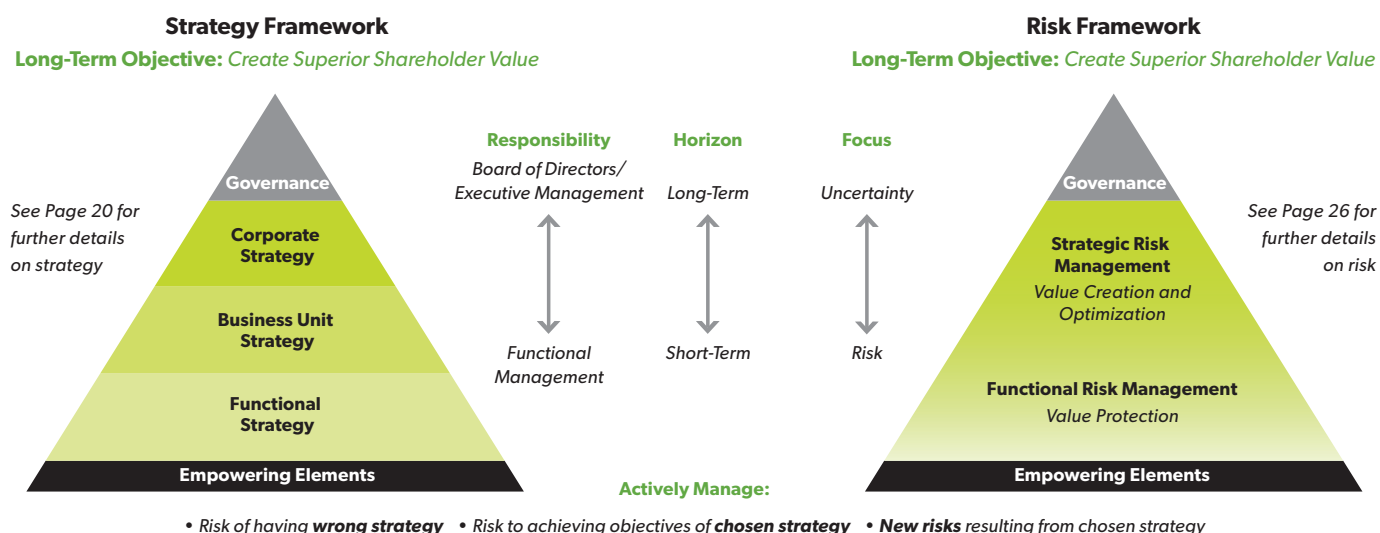 Strategy Framework
Long-Term Objective: Create Superior Shareholder Value
Governance
Corporate
Strategy
Business Unit
Strategy
Functional
Strategy
Empowering Elements
See Page 20 for
further details
on strategy
Responsibility
Board of Directors/
Executive Management
Functional
Management
Horizon
Long-Term
Short-Term
Focus
Uncertainty
Risk
Risk Framework
Long-Term Objective: Create Superior Shareholder Value
Governance
Strategic Risk
Management
Value Creation and
Optimization
Functional Risk Management
Value Protection
Empowering Elements
See Page 26 for
further details
on risk
Actively Manage:
• Risk of having wrong strategy • Risk to achieving objectives of chosen strategy • New risks resulting from chosen strategy